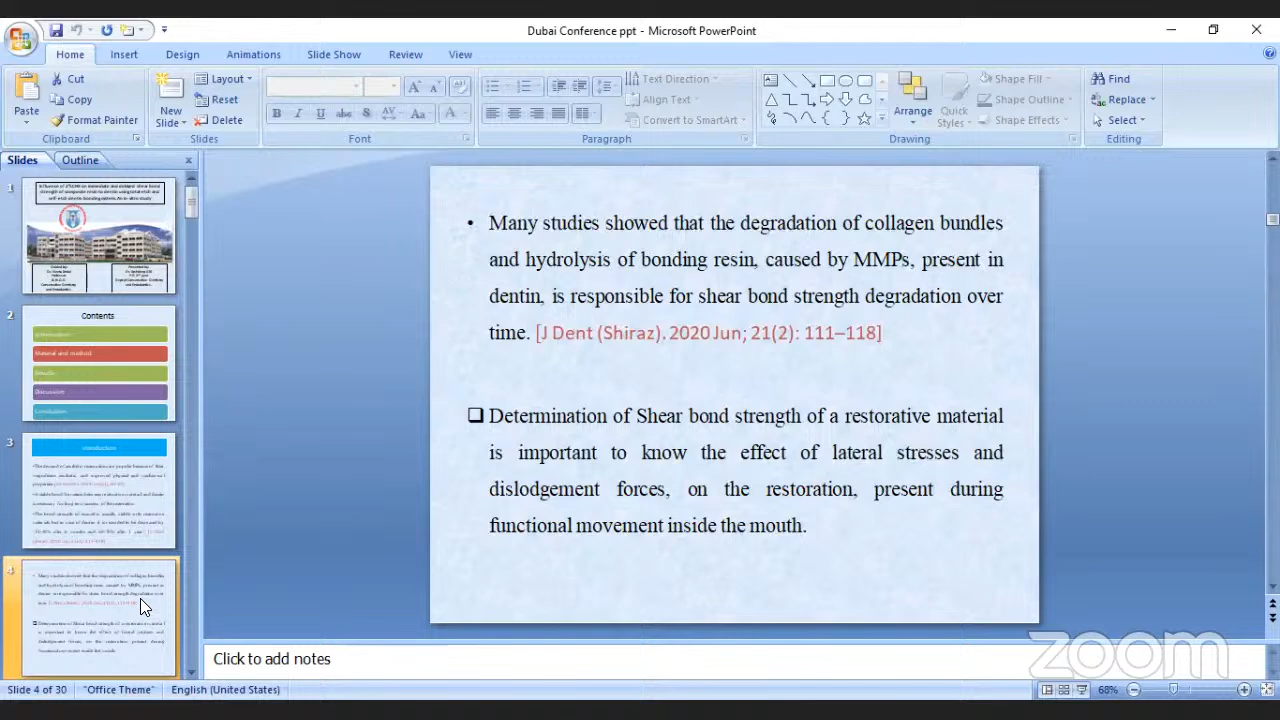 Dubai Conference ppt - Microsoft PowerPoint
Home Insert Design Animations Slide Show Review View
Cut Layout Text Direction Shape Fill Find
Copy Reset Align Text Shape Outline Replace
Paste Format Painter New Slide Delete Convert to SmartArt Arrange Quick Styles Shape Effects Select
Clipboard Slides Font Paragraph Drawing Editing
Slides Outline
1
2
Contents
Material and method
3
Introduction
4
• Many studies showed that the degradation of collagen bundles
and hydrolysis of bonding resin, caused by MMPs, present in
dentin, is responsible for shear bond strength degradation over
time. [J Dent (Shiraz). 2020 Jun; 21(2): 111–118]
❑ Determination of Shear bond strength of a restorative material
is important to know the effect of lateral stresses and
dislodgement forces, on the restoration, present during
functional movement inside the mouth.
Click to add notes
zoom
Slide 4 of 30 "Office Theme" English (United States) 68%